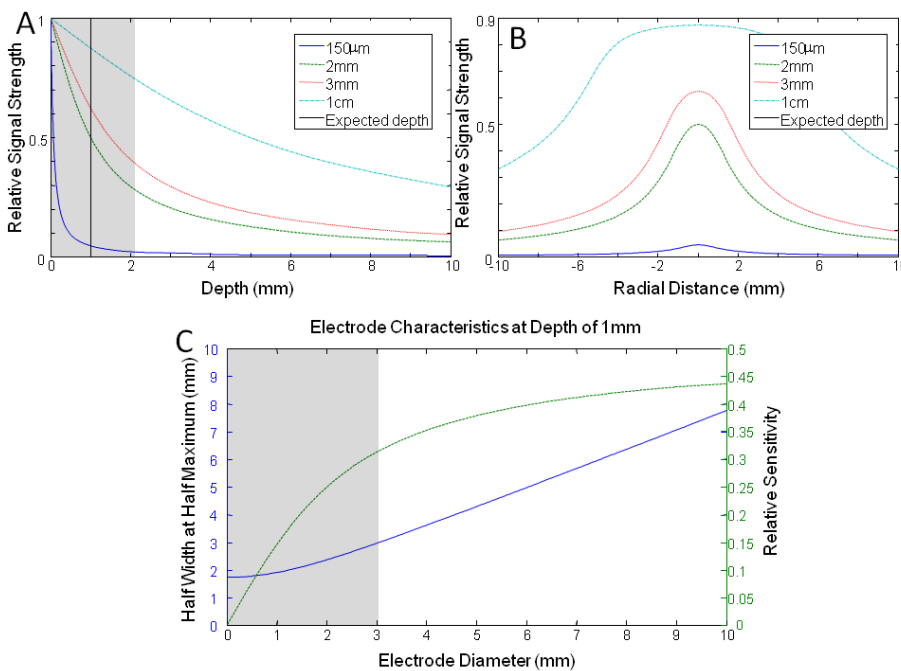 A
Relative Signal Strength
1
0.5
0
0 2 4 6 8 10
Depth (mm)
150μm
2mm
3mm
1cm
Expected depth
B
Relative Signal Strength
0.9
0.5
0
-10 -6 -2 2 6 10
Radial Distance (mm)
150μm
2mm
3mm
1cm
Expected depth
Electrode Characteristics at Depth of 1mm
C
Half Width at Half Maximum (mm)
10
9
8
7
6
5
4
3
2
1
0
0 1 2 3 4 5 6 7 8 9 10
Electrode Diameter (mm)
0.5
0.45
0.4
0.35
0.3
0.25
0.2
0.15
0.1
0.05
0
Relative Sensitivity